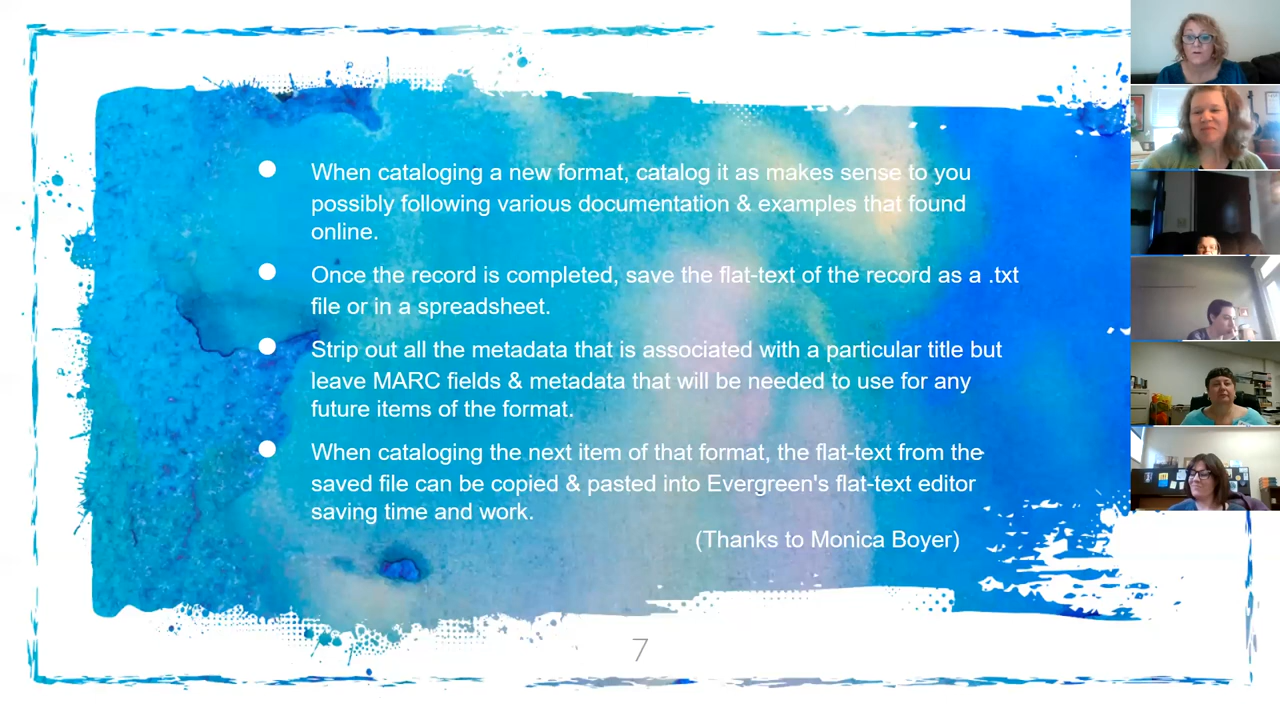 When cataloging a new format, catalog it as makes sense to you
possibly following various documentation & examples that found
online.
Once the record is completed, save the flat-text of the record as a .txt
file or in a spreadsheet.
Strip out all the metadata that is associated with a particular title but
leave MARC fields & metadata that will be needed to use for any
future items of the format.
When cataloging the next item of that format, the flat-text from the
saved file can be copied & pasted into Evergreen's flat-text editor
saving time and work.
(Thanks to Monica Boyer)
7